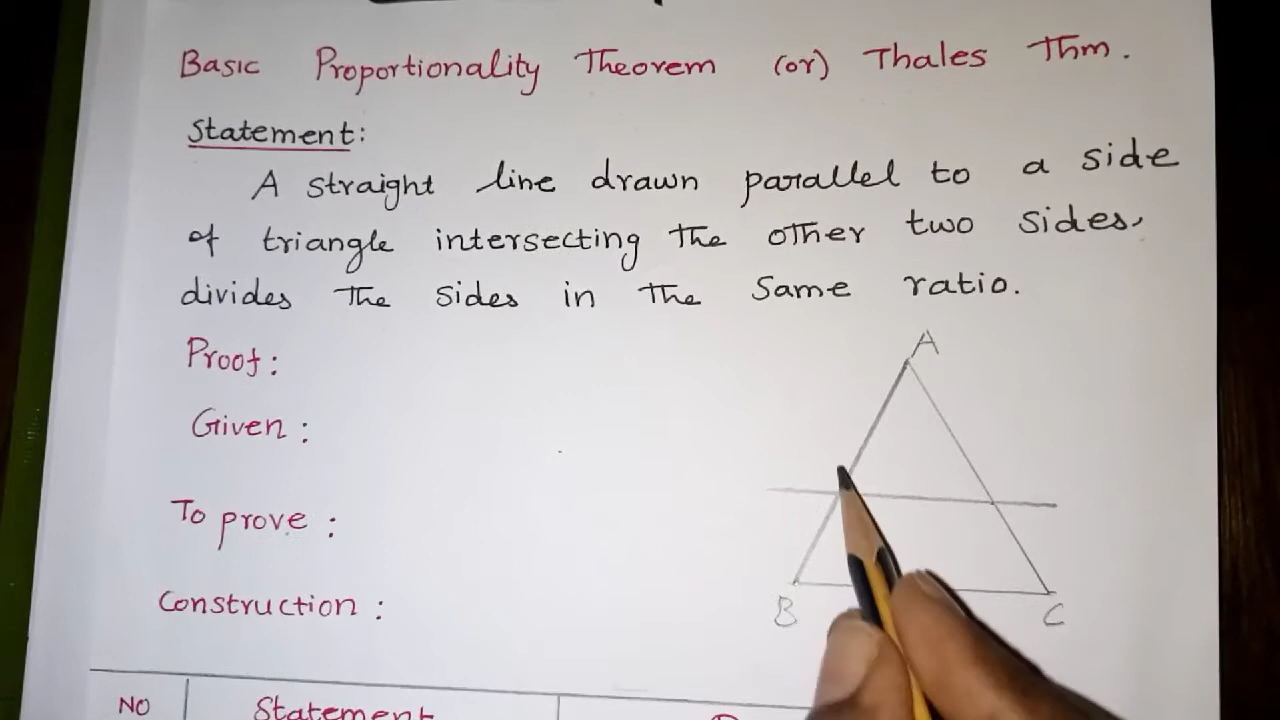 Basic Proportionality Theorem (or) Thales Thm.
Statement:
A straight line drawn parallel to a side
of triangle intersecting the other two sides,
divides the sides in the same ratio.
Proof:
Given:
To prove:
Construction:
A
B
C
NO Statement